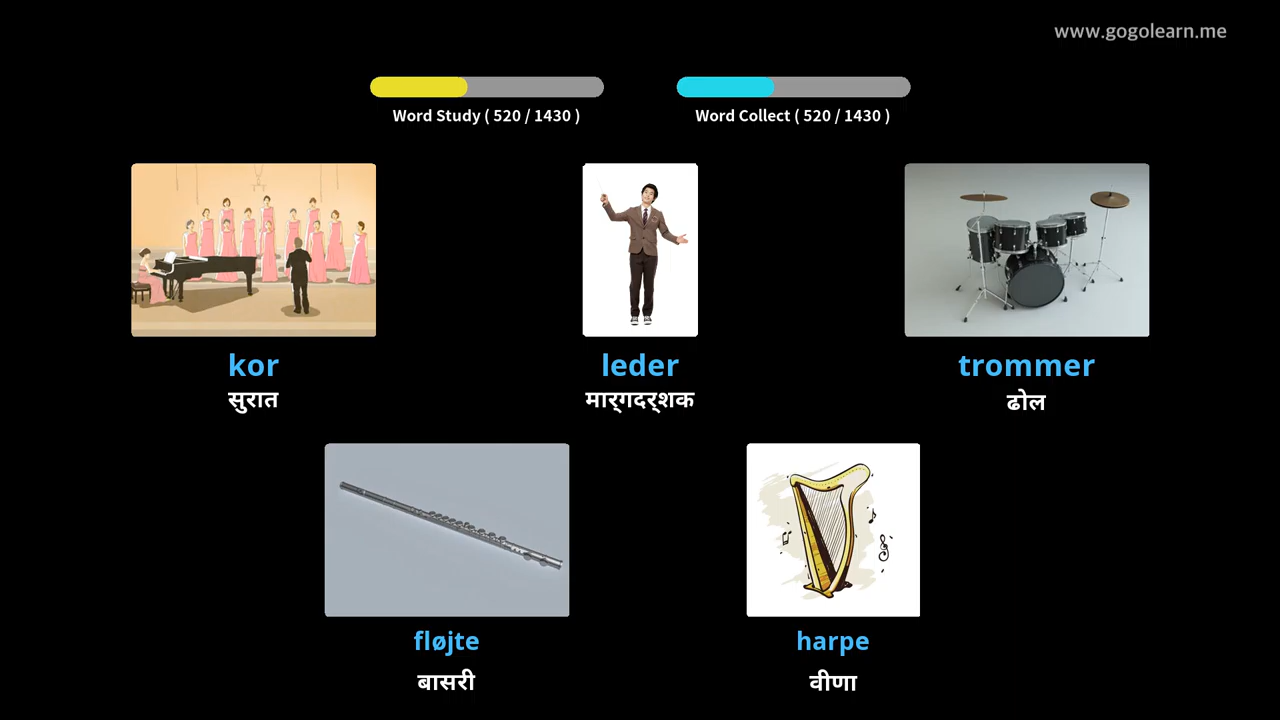 www.gogolearn.me
Word Study ( 520 / 1430 )
Word Collect ( 520 / 1430 )
kor
leder
trommer
सुरात
मार्गदर्शक
ढोल
fløjte
harpe
बासरी
वीणा